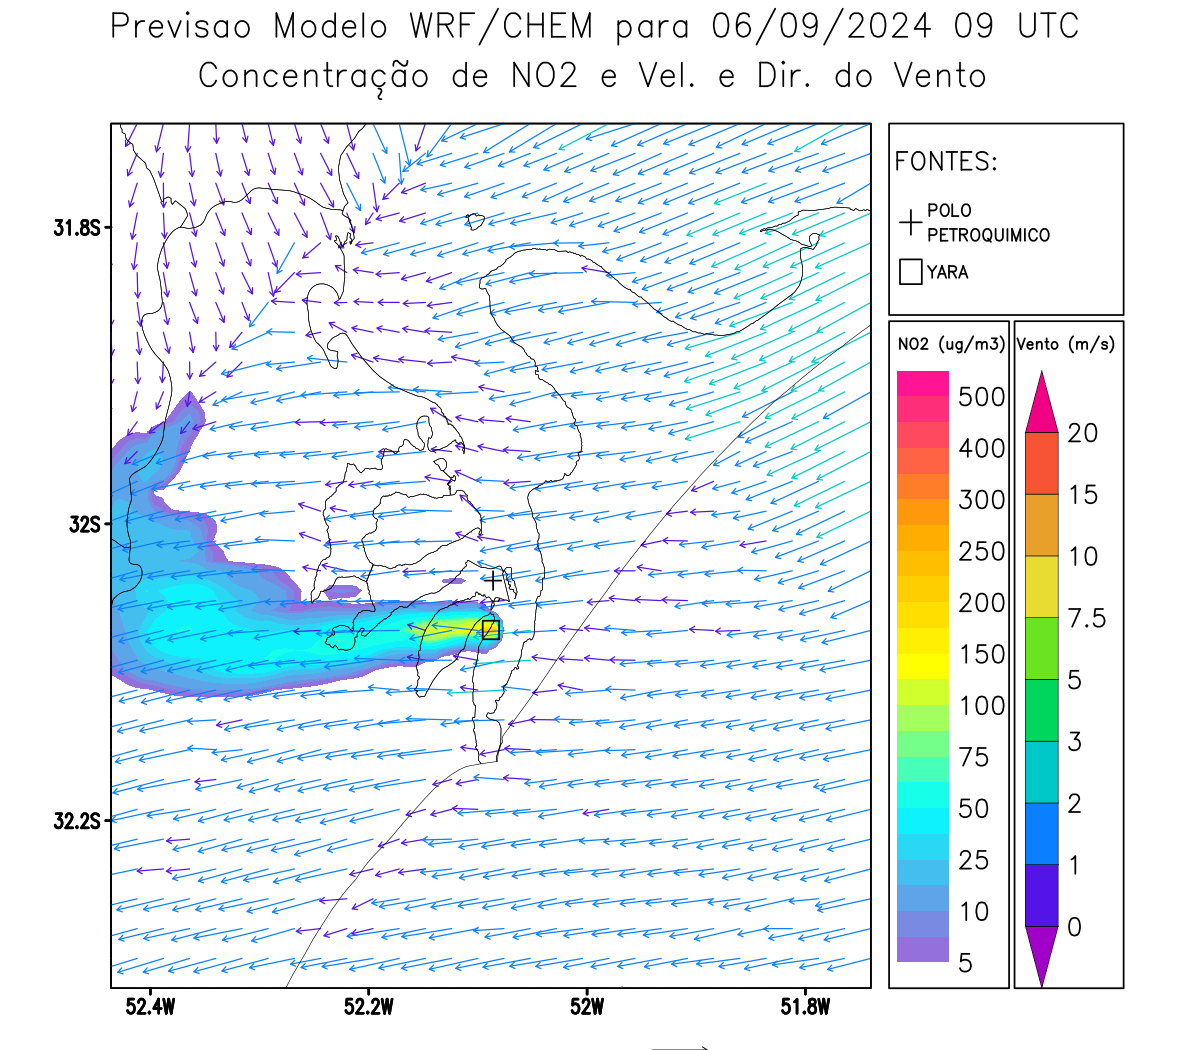 Previsao Modelo WRF/CHEM para 06/09/2024 09 UTC
Concentração de NO2 e Vel. e Dir. do Vento
FONTES:
POLO
PETROQUIMICO
YARA
NO2 (ug/m3)
500
400
300
250
200
150
100
75
50
25
10
5
Vento (m/s)
20
15
10
7.5
5
3
2
1
0
31.8S
32S
32.2S
52.4W
52.2W
52W
51.8W